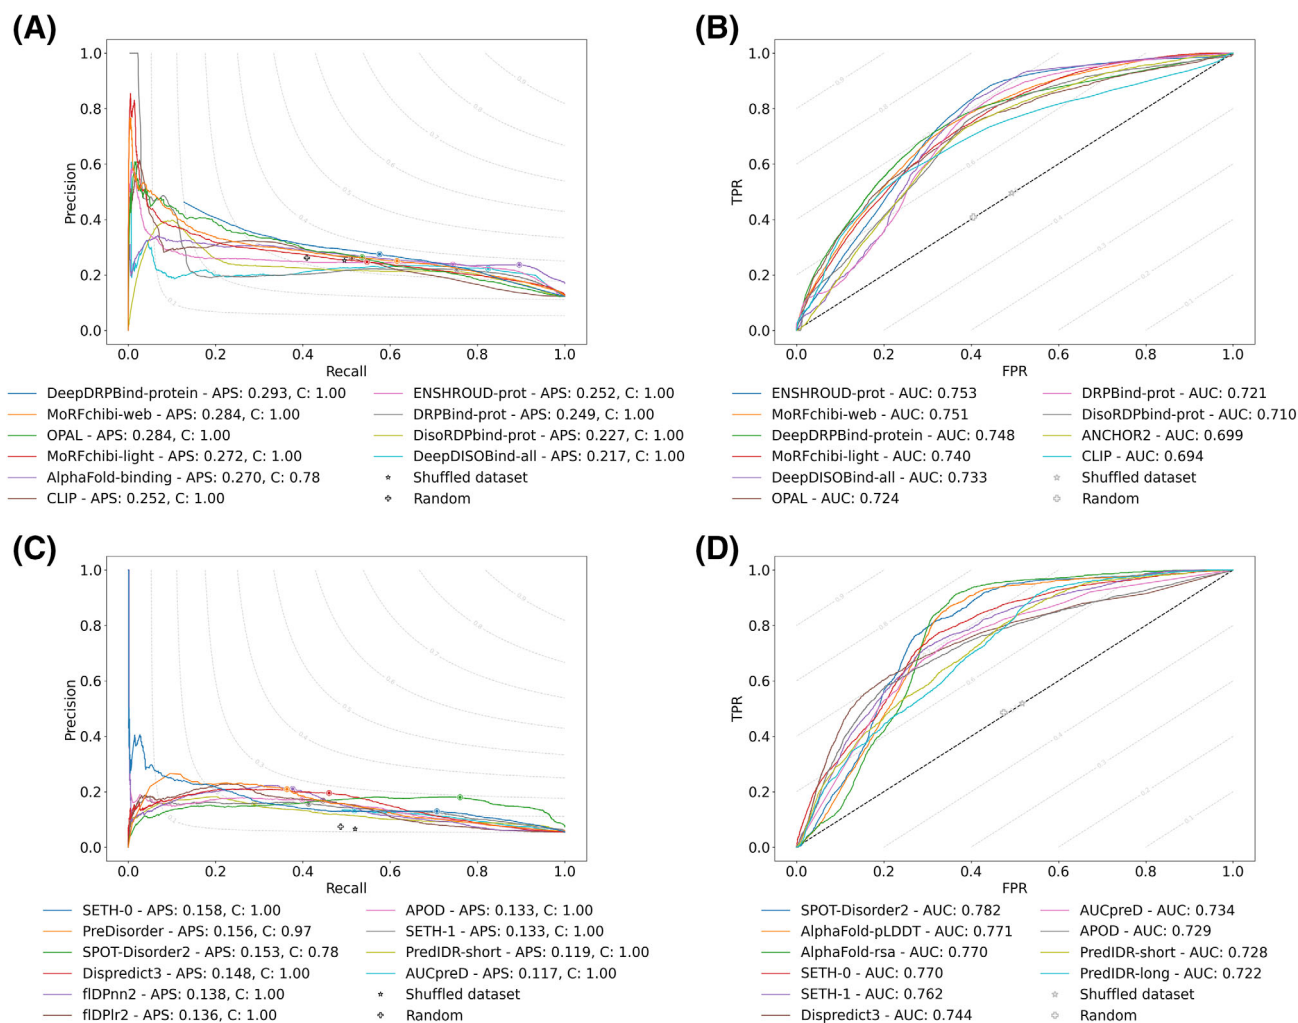 (A)
1.0
0.8
0.6
0.4
0.2
0.0
Precision
0.0 0.2 0.4 0.6 0.8 1.0
Recall
DeepDRPBind-protein - APS: 0.293, C: 1.00
MoRFchibi-web - APS: 0.284, C: 1.00
OPAL - APS: 0.284, C: 1.00
MoRFchibi-light - APS: 0.272, C: 1.00
AlphaFold-binding - APS: 0.270, C: 0.78
CLIP - APS: 0.252, C: 1.00
ENSHROUD-prot - APS: 0.252, C: 1.00
DRPBind-prot - APS: 0.249, C: 1.00
DisoRDPbind-prot - APS: 0.227, C: 1.00
DeepDISOBind-all - APS: 0.217, C: 1.00
Shuffled dataset
Random
(B)
1.0
0.8
0.6
0.4
0.2
0.0
TPR
0.0 0.2 0.4 0.6 0.8 1.0
FPR
ENSHROUD-prot - AUC: 0.753
MoRFchibi-web - AUC: 0.751
DeepDRPBind-protein - AUC: 0.748
MoRFchibi-light - AUC: 0.740
DeepDISOBind-all - AUC: 0.733
OPAL - AUC: 0.724
DRPBind-prot - AUC: 0.721
DisoRDPbind-prot - AUC: 0.710
ANCHOR2 - AUC: 0.699
CLIP - AUC: 0.694
Shuffled dataset
Random
(C)
1.0
0.8
0.6
0.4
0.2
0.0
Precision
0.0 0.2 0.4 0.6 0.8 1.0
Recall
SETH-0 - APS: 0.158, C: 1.00
PreDisorder - APS: 0.156, C: 0.97
SPOT-Disorder2 - APS: 0.153, C: 0.78
Dispredict3 - APS: 0.148, C: 1.00
flDPnn2 - APS: 0.138, C: 1.00
flDPlr2 - APS: 0.136, C: 1.00
APOD - APS: 0.133, C: 1.00
SETH-1 - APS: 0.133, C: 1.00
PredIDR-short - APS: 0.119, C: 1.00
AUCpreD - APS: 0.117, C: 1.00
Shuffled dataset
Random
(D)
1.0
0.8
0.6
0.4
0.2
0.0
TPR
0.0 0.2 0.4 0.6 0.8 1.0
FPR
SPOT-Disorder2 - AUC: 0.782
AlphaFold-pLDDT - AUC: 0.771
AlphaFold-rsa - AUC: 0.770
SETH-0 - AUC: 0.770
SETH-1 - AUC: 0.762
Dispredict3 - AUC: 0.744
AUCpreD - AUC: 0.734
APOD - AUC: 0.729
PredIDR-short - AUC: 0.728
PredIDR-long - AUC: 0.722
Shuffled dataset
Random